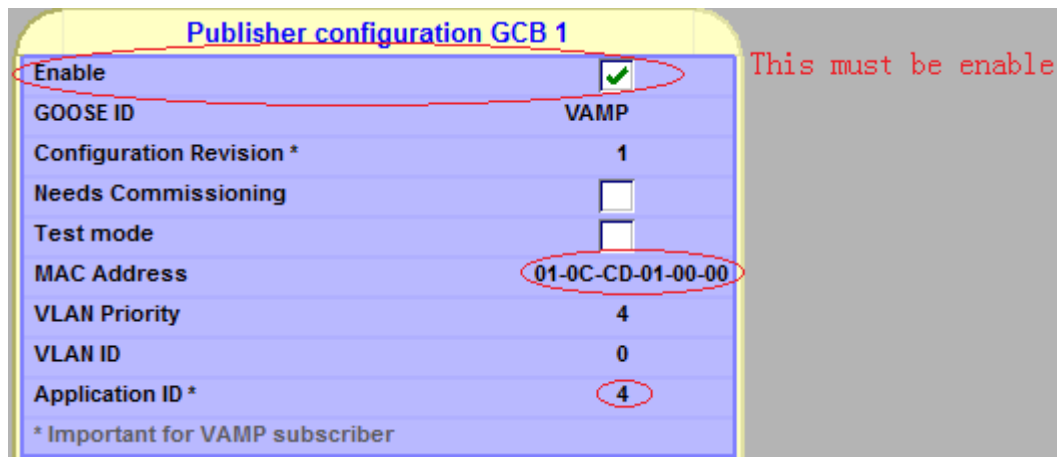 Publisher configuration GCB 1
Enable
This must be enable
GOOSE ID VAMP
Configuration Revision * 1
Needs Commissioning
Test mode
MAC Address 01-0C-CD-01-00-00
VLAN Priority 4
VLAN ID 0
Application ID * 4
* Important for VAMP subscriber